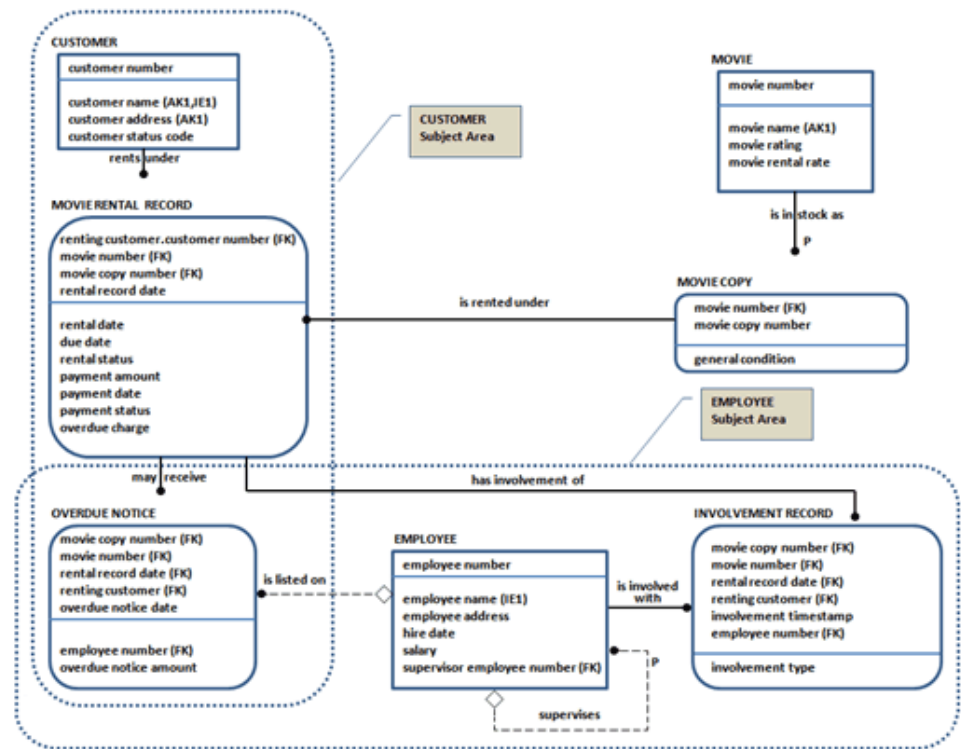 CUSTOMER
customer number
customer name (AK1,IE1)
customer address (AK1)
customer status code
rents under
CUSTOMER
Subject Area
MOVIE
movie number
movie name (AK1)
movie rating
movie rental rate
is in stock as
P
MOVIE RENTAL RECORD
renting customer.customer number (FK)
movie number (FK)
movie copy number (FK)
rental record date
rental date
due date
rental status
payment amount
payment date
payment status
overdue charge
is rented under
MOVIE COPY
movie number (FK)
movie copy number
general condition
EMPLOYEE
Subject Area
may receive
has involvement of
OVERDUE NOTICE
movie copy number (FK)
movie number (FK)
rental record date (FK)
renting customer (FK)
overdue notice date
employee number (FK)
overdue notice amount
is listed on
EMPLOYEE
employee number
employee name (IE1)
employee address
hire date
salary
supervisor employee number (FK)
is involved
with
P
supervises
INVOLVEMENT RECORD
movie copy number (FK)
movie number (FK)
rental record date (FK)
renting customer (FK)
involvement timestamp
employee number (FK)
involvement type